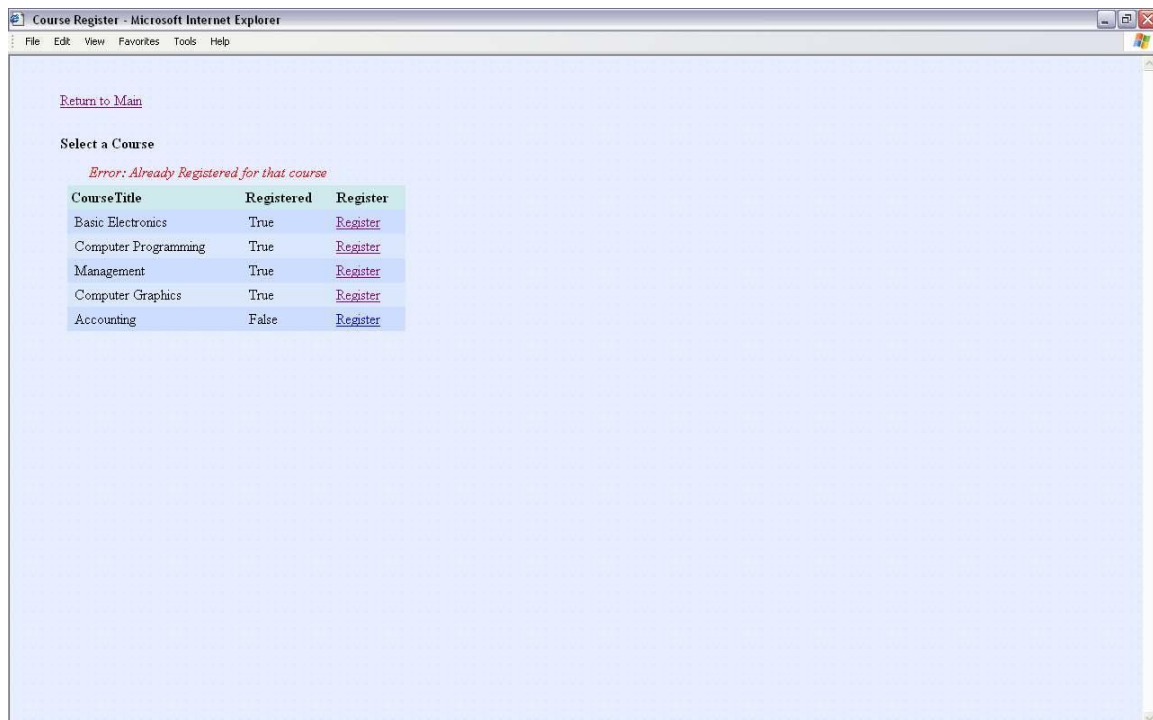 Course Register - Microsoft Internet Explorer
File Edit View Favorites Tools Help
Return to Main
Select a Course
Error: Already Registered for that course
CourseTitle Registered Register
Basic Electronics True Register
Computer Programming True Register
Management True Register
Computer Graphics True Register
Accounting False Register